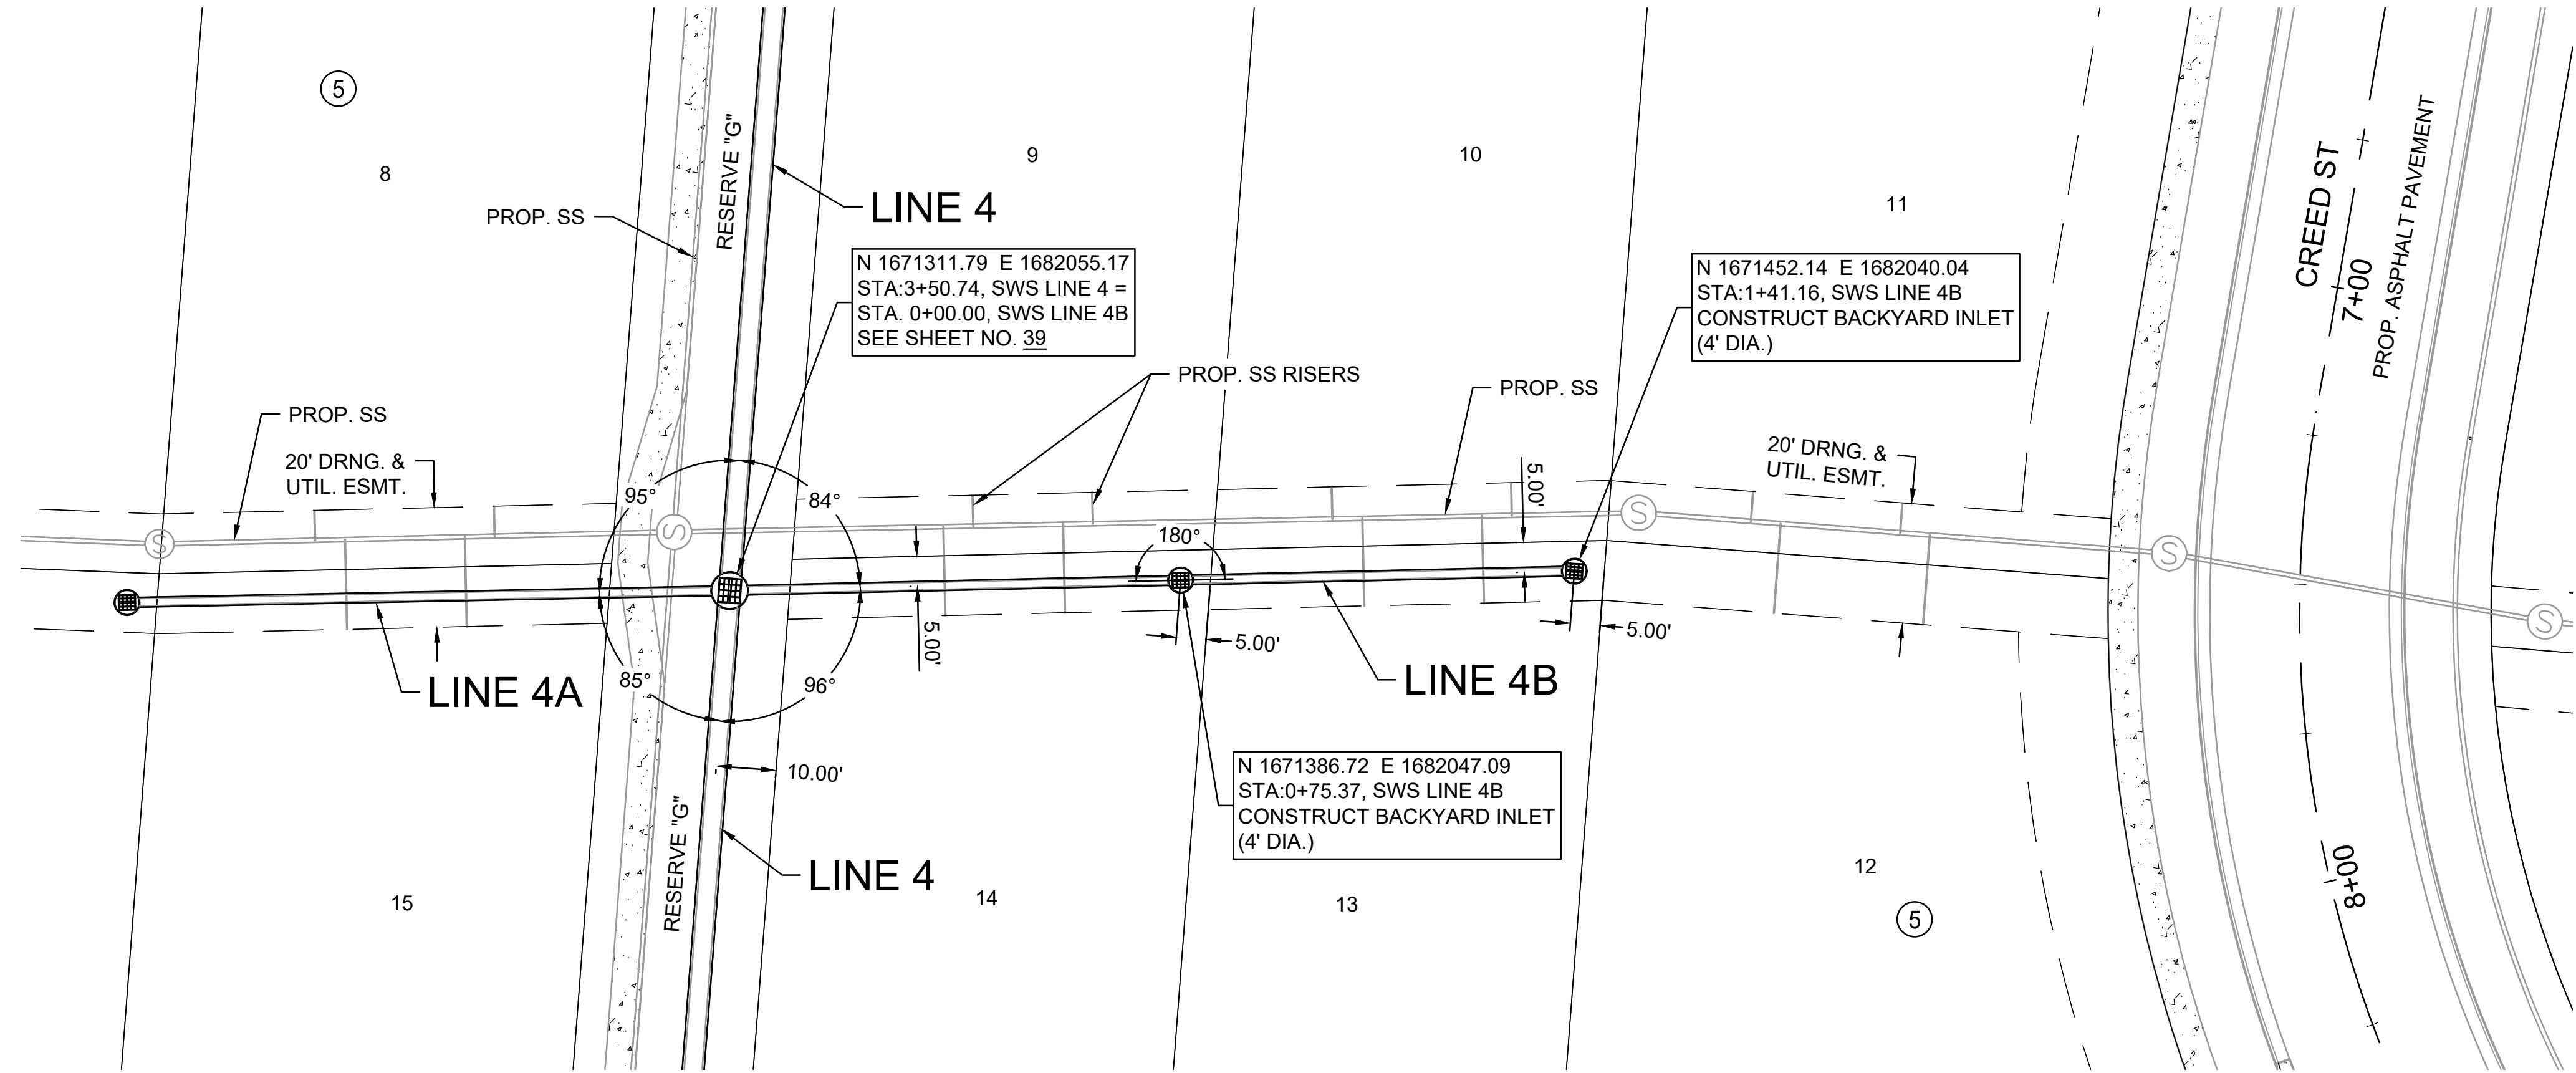 5
8
PROP. SS
RESERVE "G"
LINE 4
9
10
11
CREED ST
7+00
PROP. ASPHALT PAVEMENT
N 1671311.79 E 1682055.17
STA:3+50.74, SWS LINE 4 =
STA. 0+00.00, SWS LINE 4B
SEE SHEET NO. 39
N 1671452.14 E 1682040.04
STA:1+41.16, SWS LINE 4B
CONSTRUCT BACKYARD INLET
(4' DIA.)
PROP. SS RISERS
PROP. SS
PROP. SS
20' DRNG. &
UTIL. ESMT.
20' DRNG. &
UTIL. ESMT.
95°
84°
180°
5.00'
S
S
S
S
S
85°
96°
5.00'
5.00'
5.00'
LINE 4A
LINE 4B
10.00'
N 1671386.72 E 1682047.09
STA:0+75.37, SWS LINE 4B
CONSTRUCT BACKYARD INLET
(4' DIA.)
RESERVE "G"
LINE 4
15
14
13
12
5
8+00